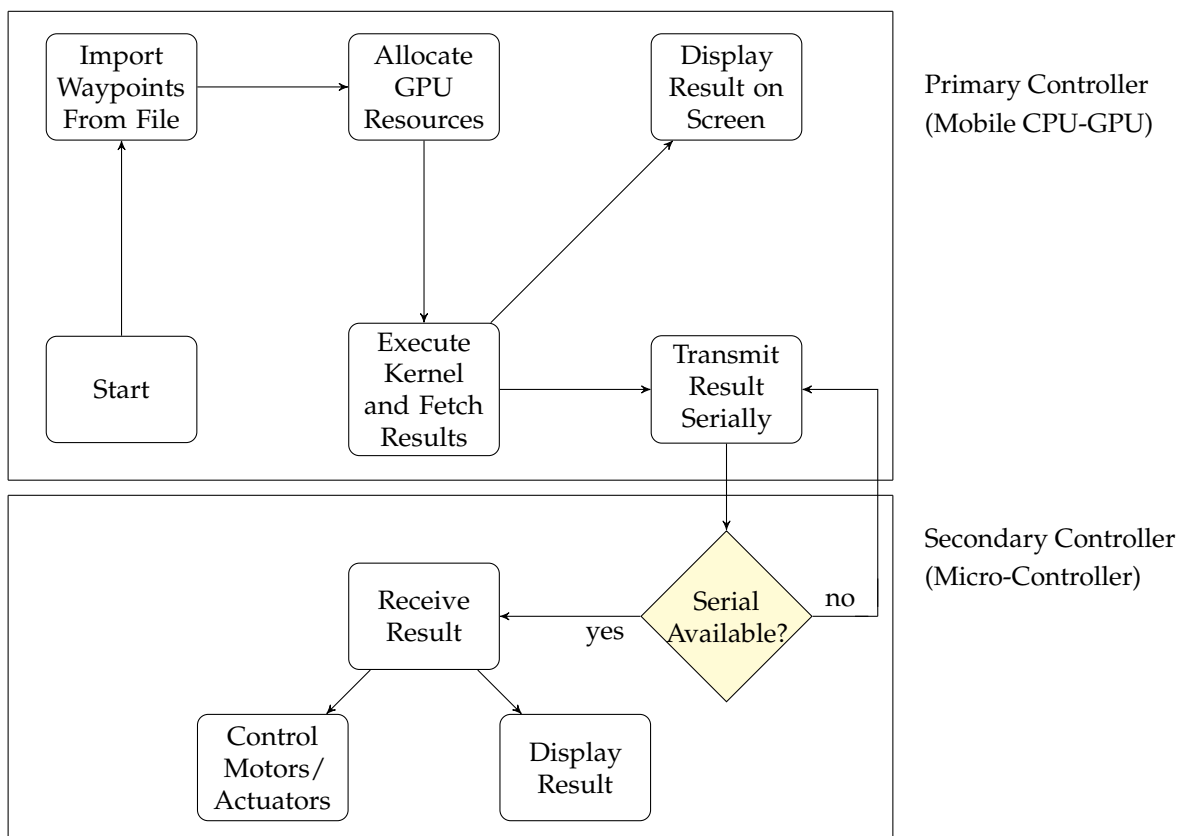 Import
Waypoints
From File
Allocate
GPU
Resources
Display
Result on
Screen
Primary Controller
(Mobile CPU-GPU)
Start
Execute
Kernel
and Fetch
Results
Transmit
Result
Serially
Secondary Controller
(Micro-Controller)
Receive
Result
yes
Serial
Available?
no
Control
Motors/
Actuators
Display
Result